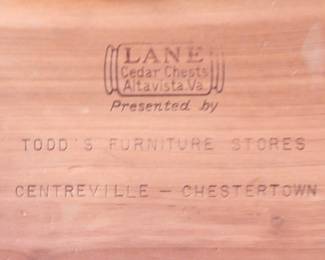 LANE
Cedar Chests
Altavista.Va.
Presented by
TODD'S FURNITURE STORES
CENTREVILLE - CHESTERTOWN